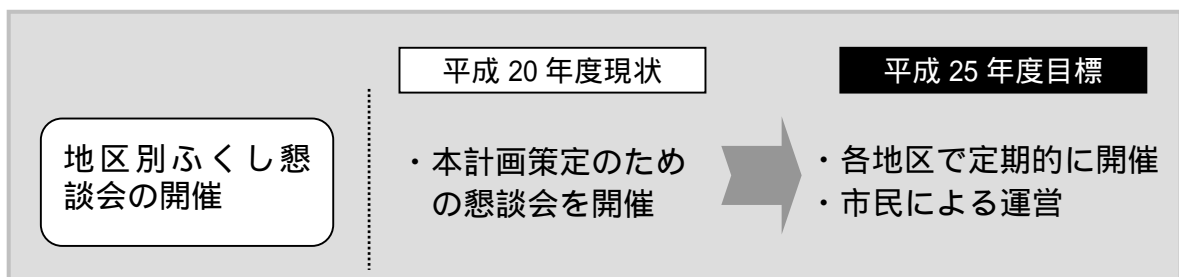 平成 20 年度現状
平成 25 年度目標
地区別ふくし懇
談会の開催
・本計画策定のため
の懇談会を開催
・各地区で定期的に開催
・市民による運営